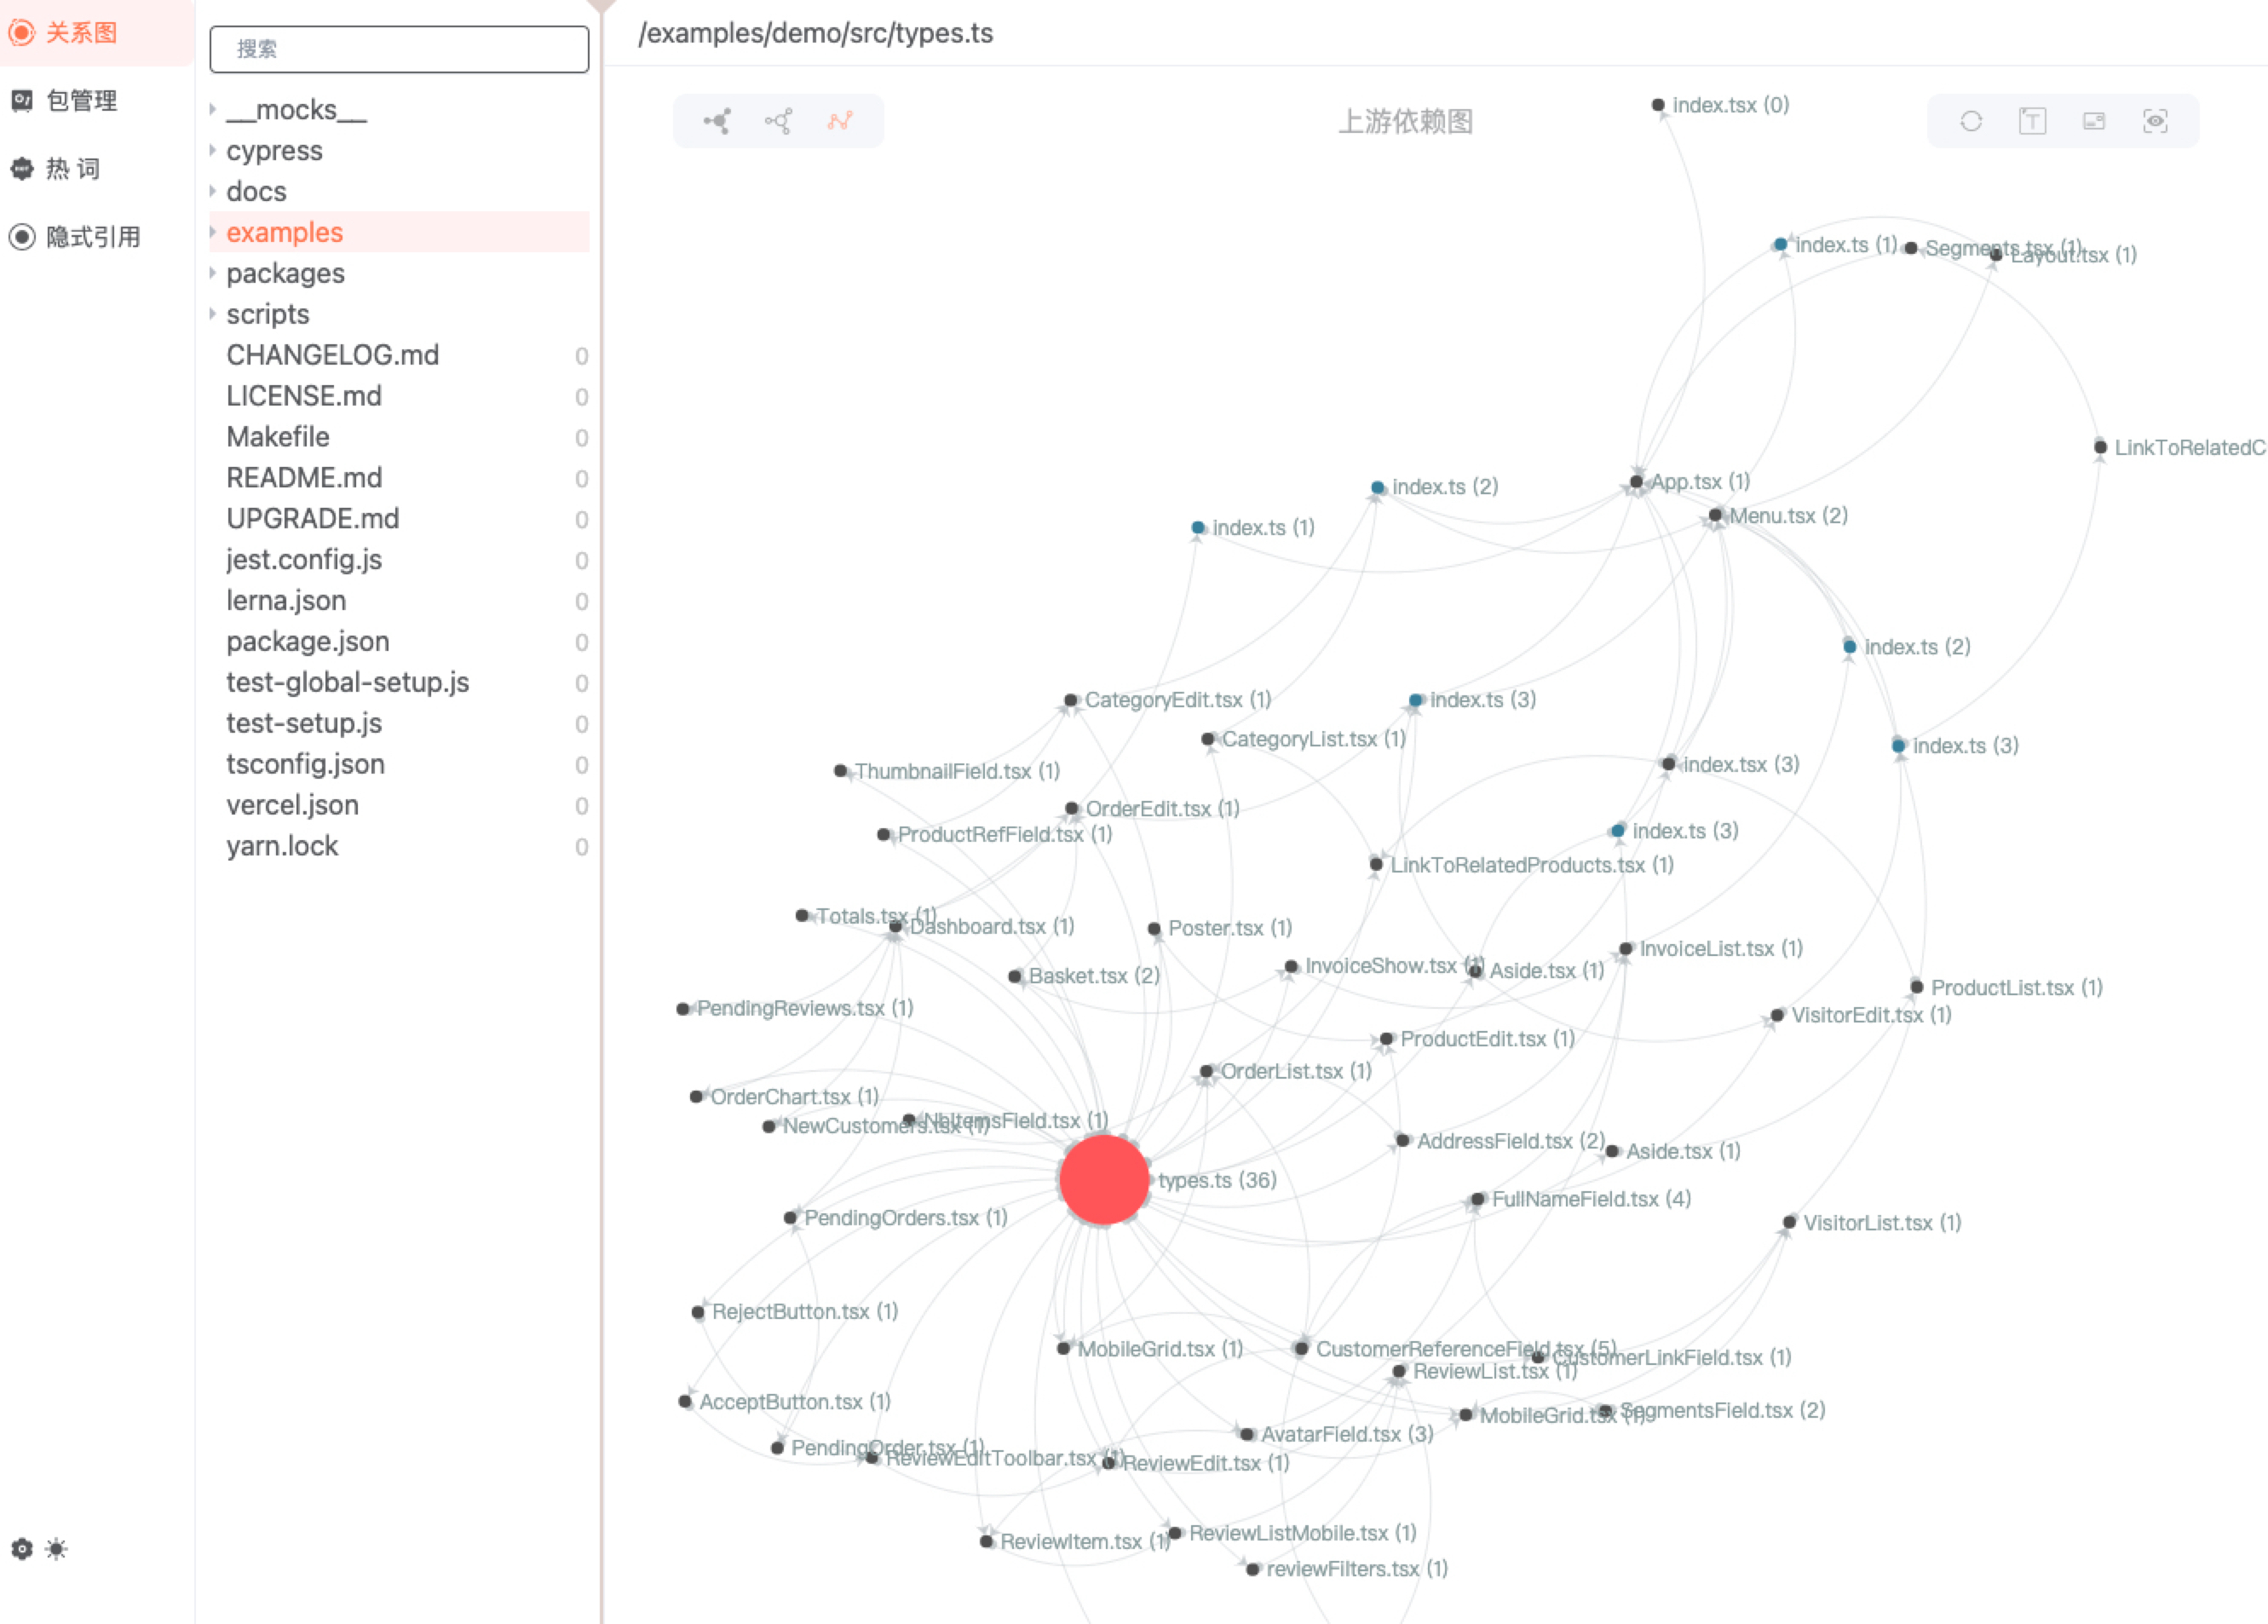 关系图
包管理
热 词
隐式引用
搜索
__mocks__
cypress
docs
examples
packages
scripts
CHANGELOG.md 0
LICENSE.md 0
Makefile 0
README.md 0
UPGRADE.md 0
jest.config.js 0
lerna.json 0
package.json 0
test-global-setup.js 0
test-setup.js 0
tsconfig.json 0
vercel.json 0
yarn.lock 0
/examples/demo/src/types.ts
上游依赖图
index.tsx (0)
index.ts (1)
Segments.tsx (1)
Layout.tsx (1)
LinkToRelatedC
App.tsx (1)
index.ts (2)
Menu.tsx (2)
index.ts (1)
index.ts (2)
CategoryEdit.tsx (1)
index.ts (3)
CategoryList.tsx (1)
index.ts (3)
index.tsx (3)
ThumbnailField.tsx (1)
OrderEdit.tsx (1)
index.ts (3)
ProductRefField.tsx (1)
LinkToRelatedProducts.tsx (1)
Totals.tsx (1)
Dashboard.tsx (1)
Poster.tsx (1)
InvoiceList.tsx (1)
InvoiceShow.tsx (1)
Aside.tsx (1)
Basket.tsx (2)
ProductList.tsx (1)
PendingReviews.tsx (1)
VisitorEdit.tsx (1)
ProductEdit.tsx (1)
OrderList.tsx (1)
OrderChart.tsx (1)
NbItemsField.tsx (1)
NewCustomers.tsx (1)
AddressField.tsx (2)
Aside.tsx (1)
types.ts (36)
FullNameField.tsx (4)
PendingOrders.tsx (1)
VisitorList.tsx (1)
RejectButton.tsx (1)
MobileGrid.tsx (1)
CustomerReferenceField.tsx (5)
CustomerLinkField.tsx (1)
ReviewList.tsx (1)
AcceptButton.tsx (1)
SegmentsField.tsx (2)
MobileGrid.tsx (1)
AvatarField.tsx (3)
PendingOrder.tsx (1)
ReviewEditToolbar.tsx (1)
ReviewEdit.tsx (1)
ReviewListMobile.tsx (1)
ReviewItem.tsx (1)
reviewFilters.tsx (1)